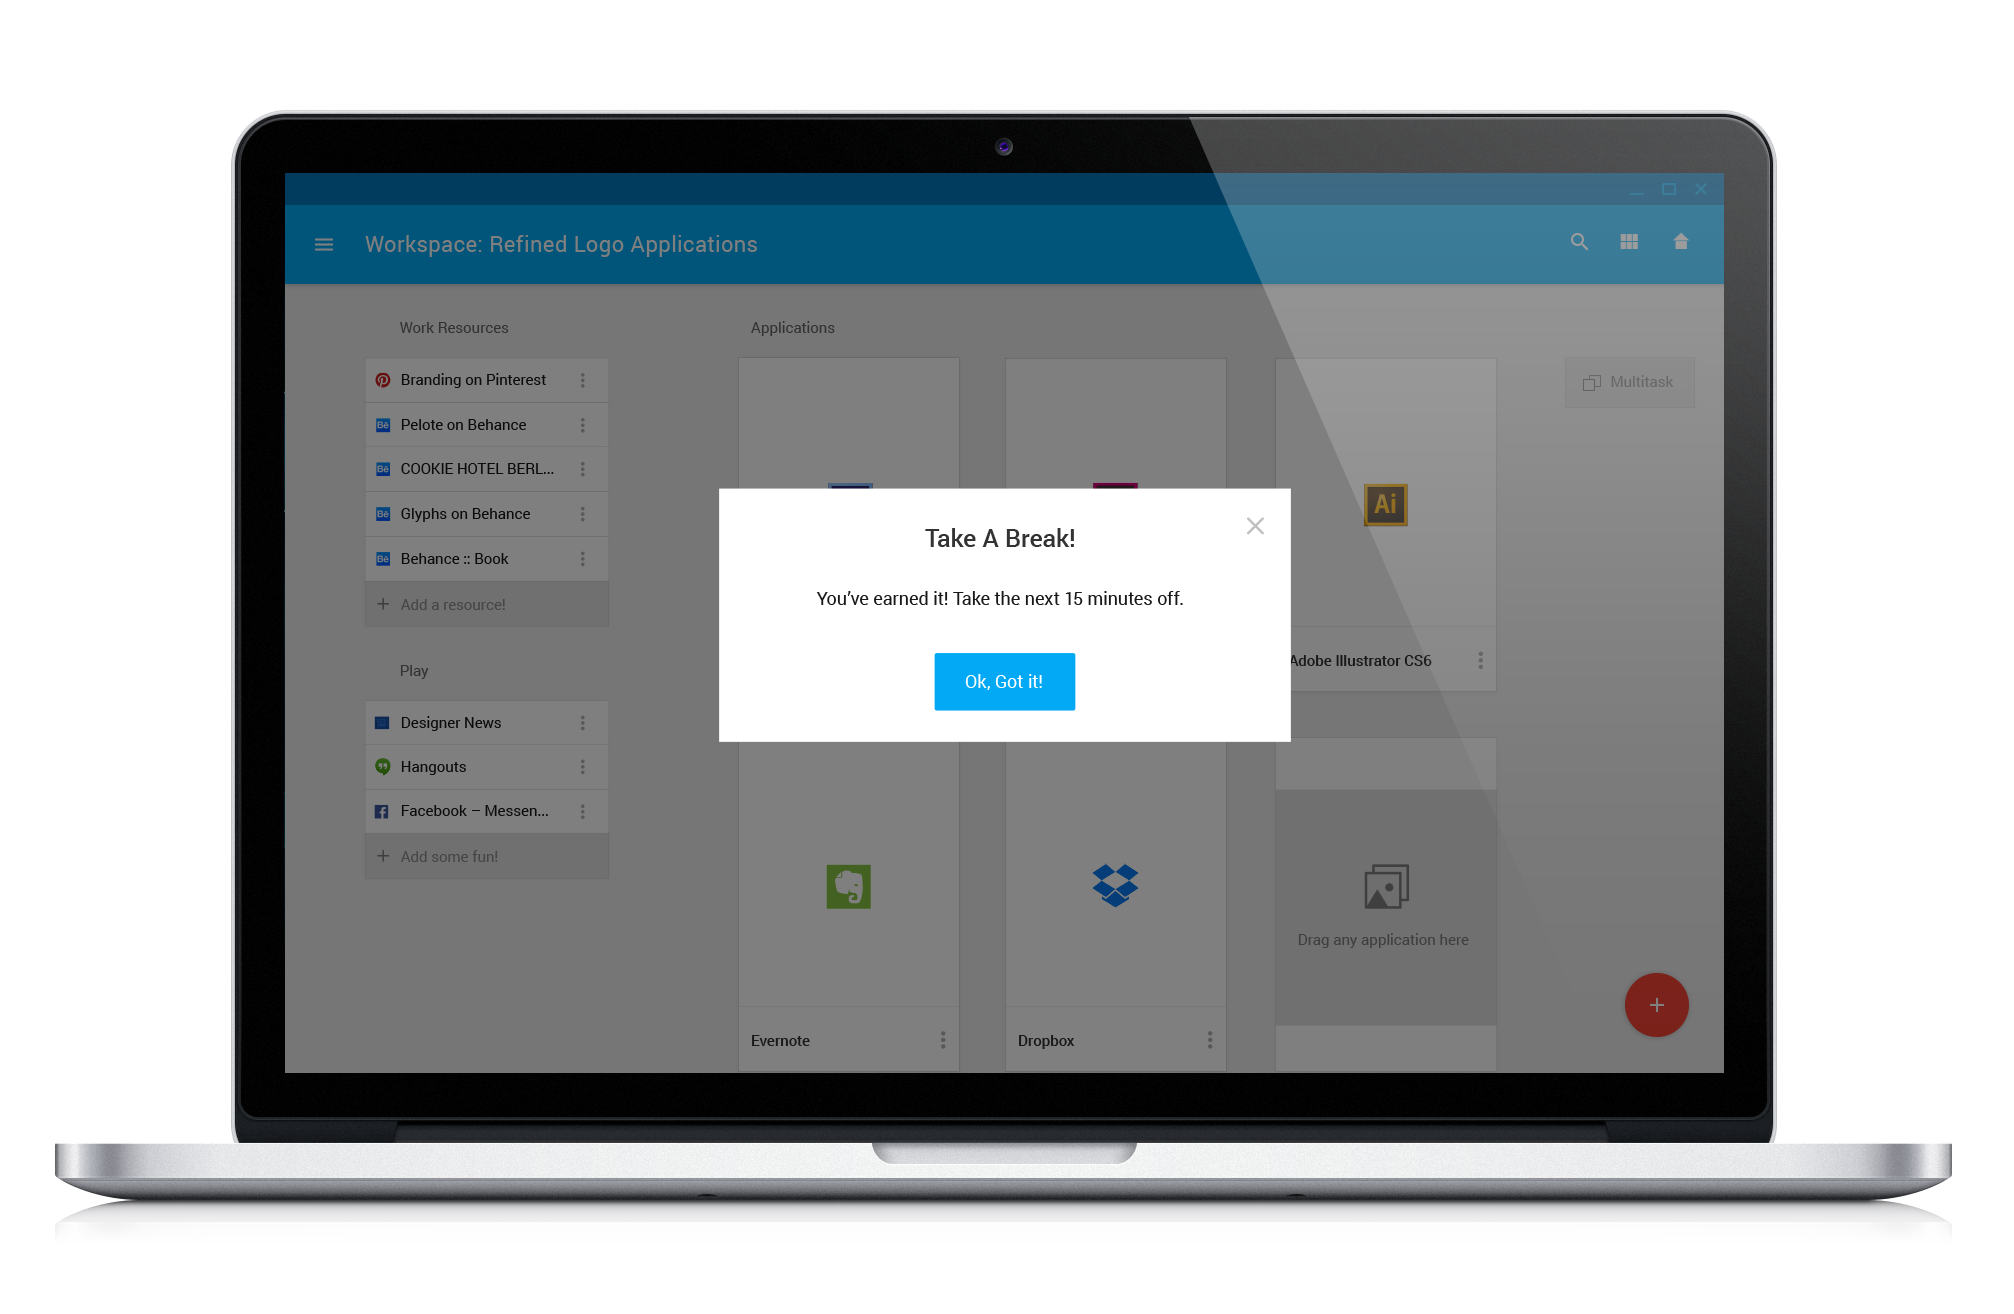 Workspace: Refined Logo Applications
Work Resources
Applications
Branding on Pinterest
Multitask
Pelote on Behance
COOKIE HOTEL BERL...
Glyphs on Behance
Behance :: Book
Add a resource!
Ai
Take A Break!
You’ve earned it! Take the next 15 minutes off.
Ok, Got it!
Adobe Illustrator CS6
Play
Designer News
Hangouts
Facebook – Messen...
Add some fun!
Drag any application here
Evernote
Dropbox